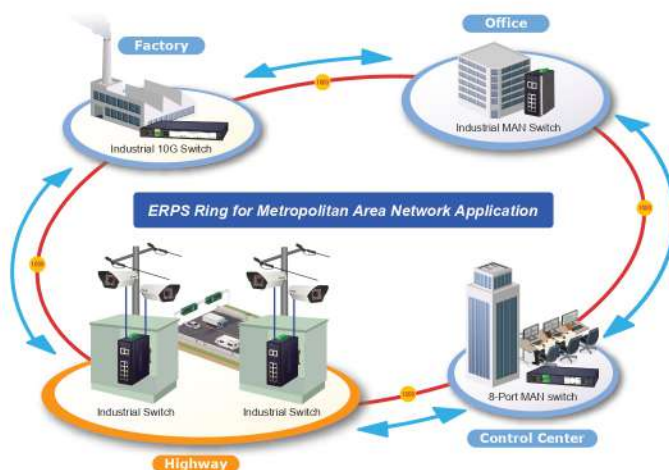 Factory
Office
Industrial 10G Switch
Industrial MAN Switch
ERPS Ring for Metropolitan Area Network Application
Industrial Switch
Industrial Switch
8-Port MAN switch
Highway
Control Center